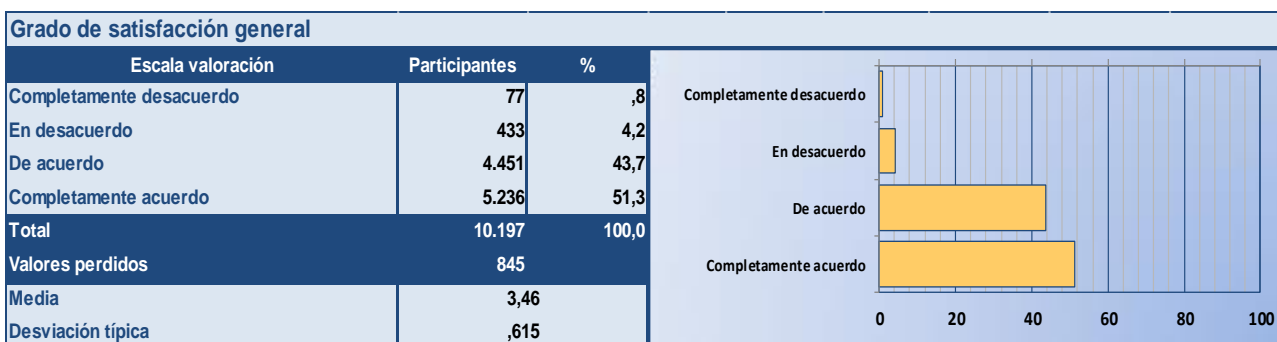 Grado de satisfacción general
Escala valoración Participantes %
Completamente desacuerdo 77 ,8
En desacuerdo 433 4,2
De acuerdo 4.451 43,7
Completamente acuerdo 5.236 51,3
Total 10.197 100,0
Valores perdidos 845
Media 3,46
Desviación típica ,615
Completamente desacuerdo
En desacuerdo
De acuerdo
Completamente acuerdo
0 20 40 60 80 100